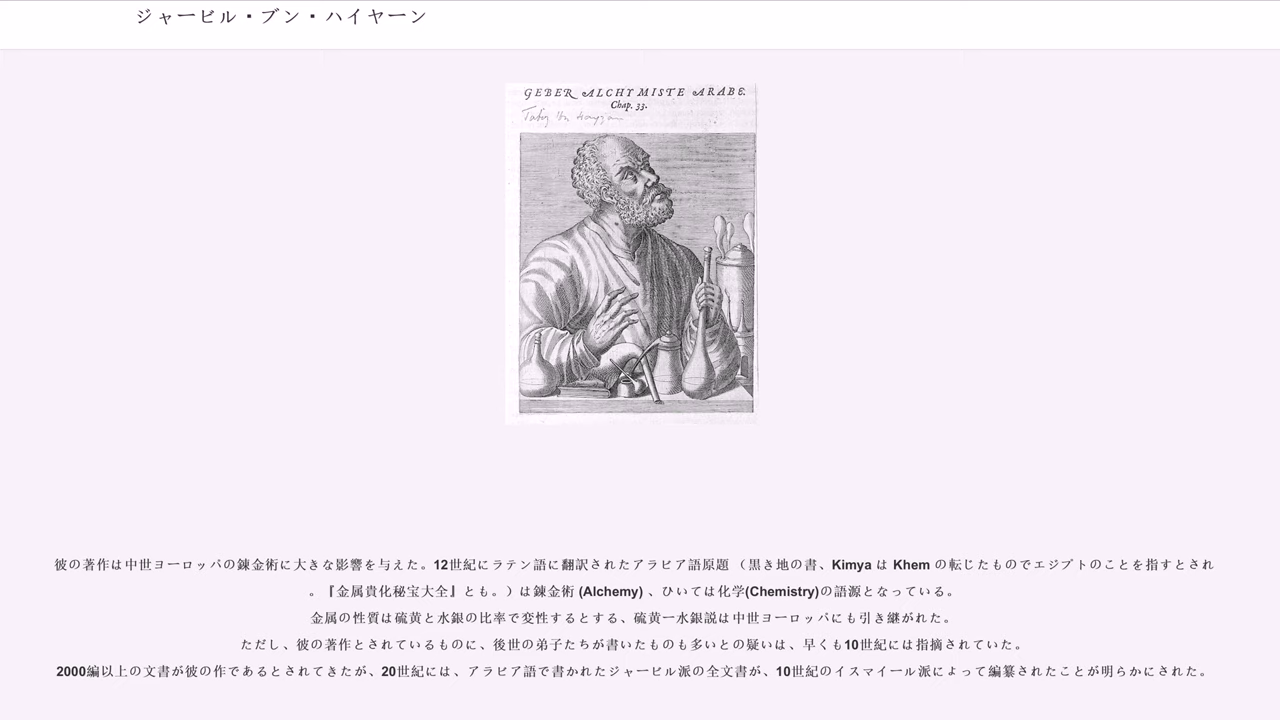 ジャービル・ブン・ハイヤーン
GEBER ALCHYMISTE ARABE.
Chap. 33.
彼の著作は中世ヨーロッパの錬金術に大きな影響を与えた。12世紀にラテン語に翻訳されたアラビア語原題 （黒き地の書、Kimya は Khem の転じたものでエジプトのことを指すとされ
。『金属貴化秘宝大全』とも。）は錬金術 (Alchemy) 、ひいては化学(Chemistry)の語源となっている。
金属の性質は硫黄と水銀の比率で変性するとする、硫黄ー水銀説は中世ヨーロッパにも引き継がれた。
ただし、彼の著作とされているものに、後世の弟子たちが書いたものも多いとの疑いは、早くも10世紀には指摘されていた。
2000編以上の文書が彼の作であるとされてきたが、20世紀には、アラビア語で書かれたジャービル派の全文書が、10世紀のイスマイール派によって編纂されたことが明らかにされた。